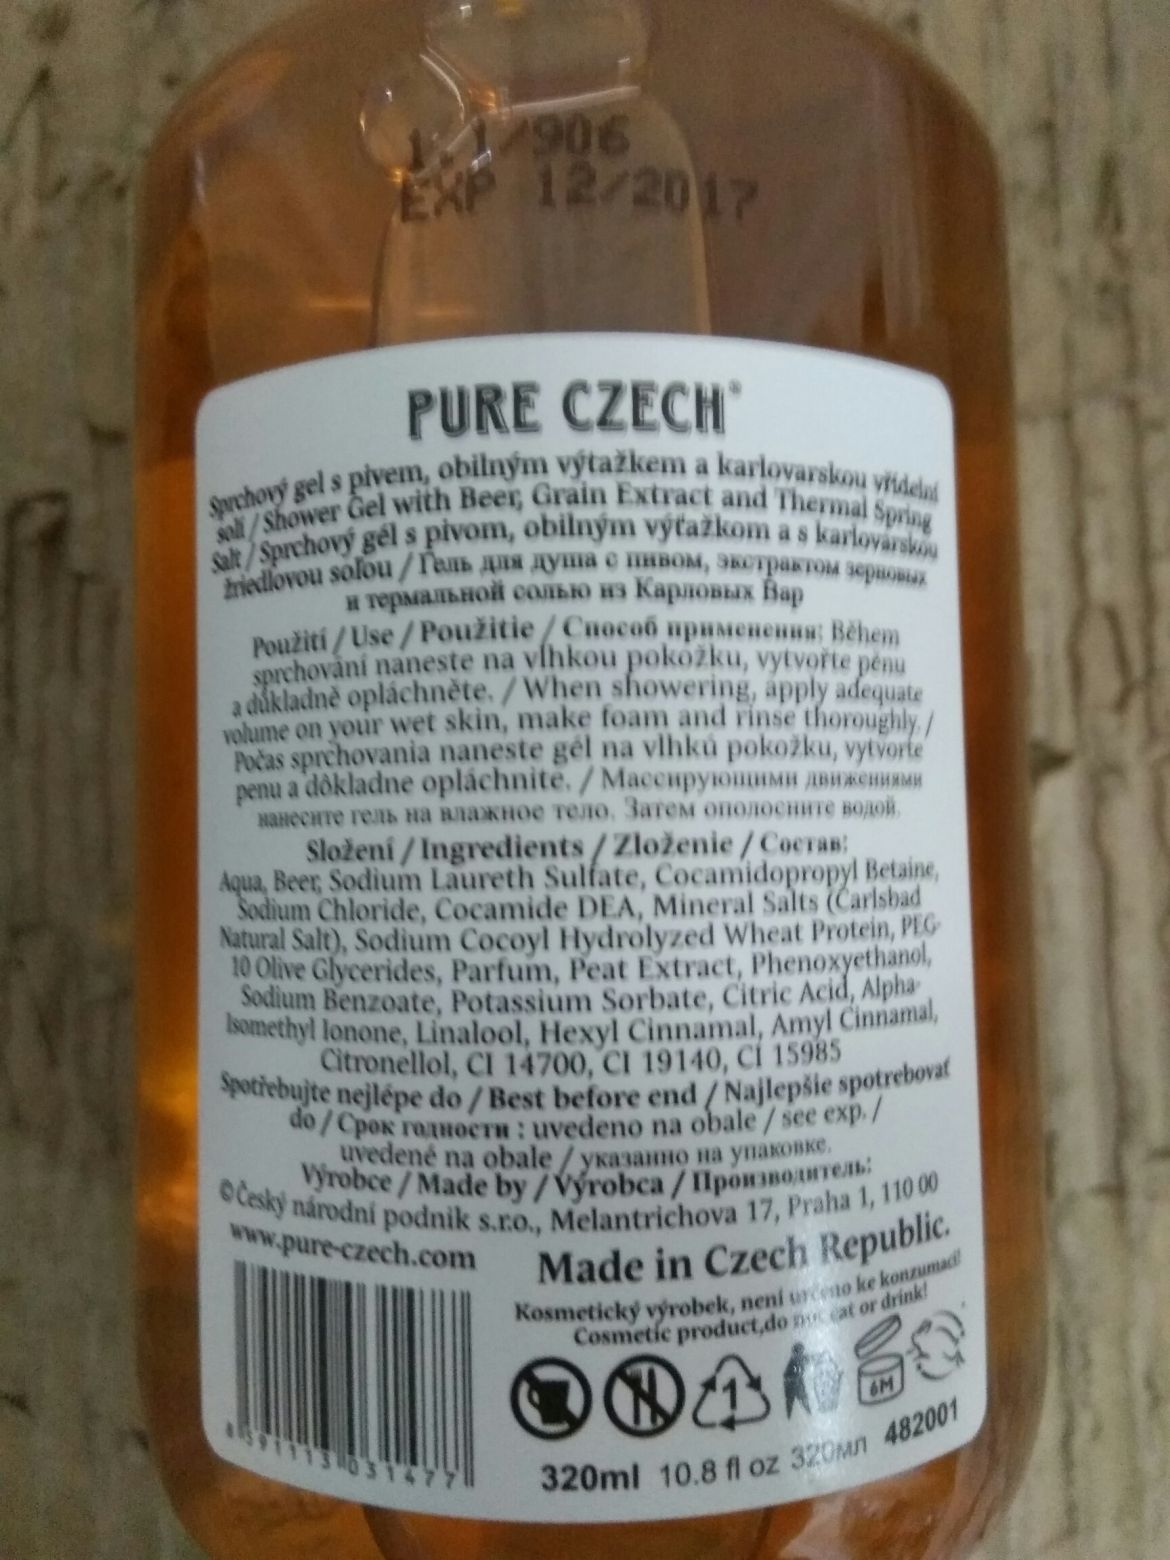 1.1/906
EXP 12/2017
PURE CZECH®
Sprchový gel s pivem, obilným výtažkem a karlovarskou vřídelní
solí / Shower Gel with Beer, Grain Extract and Thermal Spring
Salt / Sprchový gél s pivom, obilným výťažkom a s karlovarskou
žriedlovou soľou / Гель для душа с пивом, экстрактом зерновых
и термальной солью из Карловых Вар
Použití / Use / Použitie / Способ применения: Během
sprchování naneste na vlhkou pokožku, vytvořte pěnu
a důkladně opláchněte. / When showering, apply adequate
volume on your wet skin, make foam and rinse thoroughly. /
Počas sprchovania naneste gél na vlhkú pokožku, vytvorte
penu a dôkladne opláchnite. / Массирующими движениями
нанесите гель на влажное тело. Затем ополосните водой.
Složení / Ingredients / Zloženie / Состав:
Aqua, Beer, Sodium Laureth Sulfate, Cocamidopropyl Betaine,
Sodium Chloride, Cocamide DEA, Mineral Salts (Carlsbad
Natural Salt), Sodium Cocoyl Hydrolyzed Wheat Protein, PEG-
10 Olive Glycerides, Parfum, Peat Extract, Phenoxyethanol,
Sodium Benzoate, Potassium Sorbate, Citric Acid, Alpha-
Isomethyl Ionone, Linalool, Hexyl Cinnamal, Amyl Cinnamal,
Citronellol, CI 14700, CI 19140, CI 15985
Spotřebujte nejlépe do / Best before end / Najlepšie spotrebovať
do / Срок годности : uvedeno na obale / see exp. /
uvedené na obale / указанно на упаковке.
Výrobce / Made by / Výrobca / Производитель:
©Český národní podnik s.r.o., Melantrichova 17, Praha 1, 110 00
www.pure-czech.com
Made in Czech Republic.
Kosmetický výrobek, není určeno ke konzumaci!
Cosmetic product,do not eat or drink!
1
6M
8 591113 031477
320ml 10.8 fl oz 320мл 482001